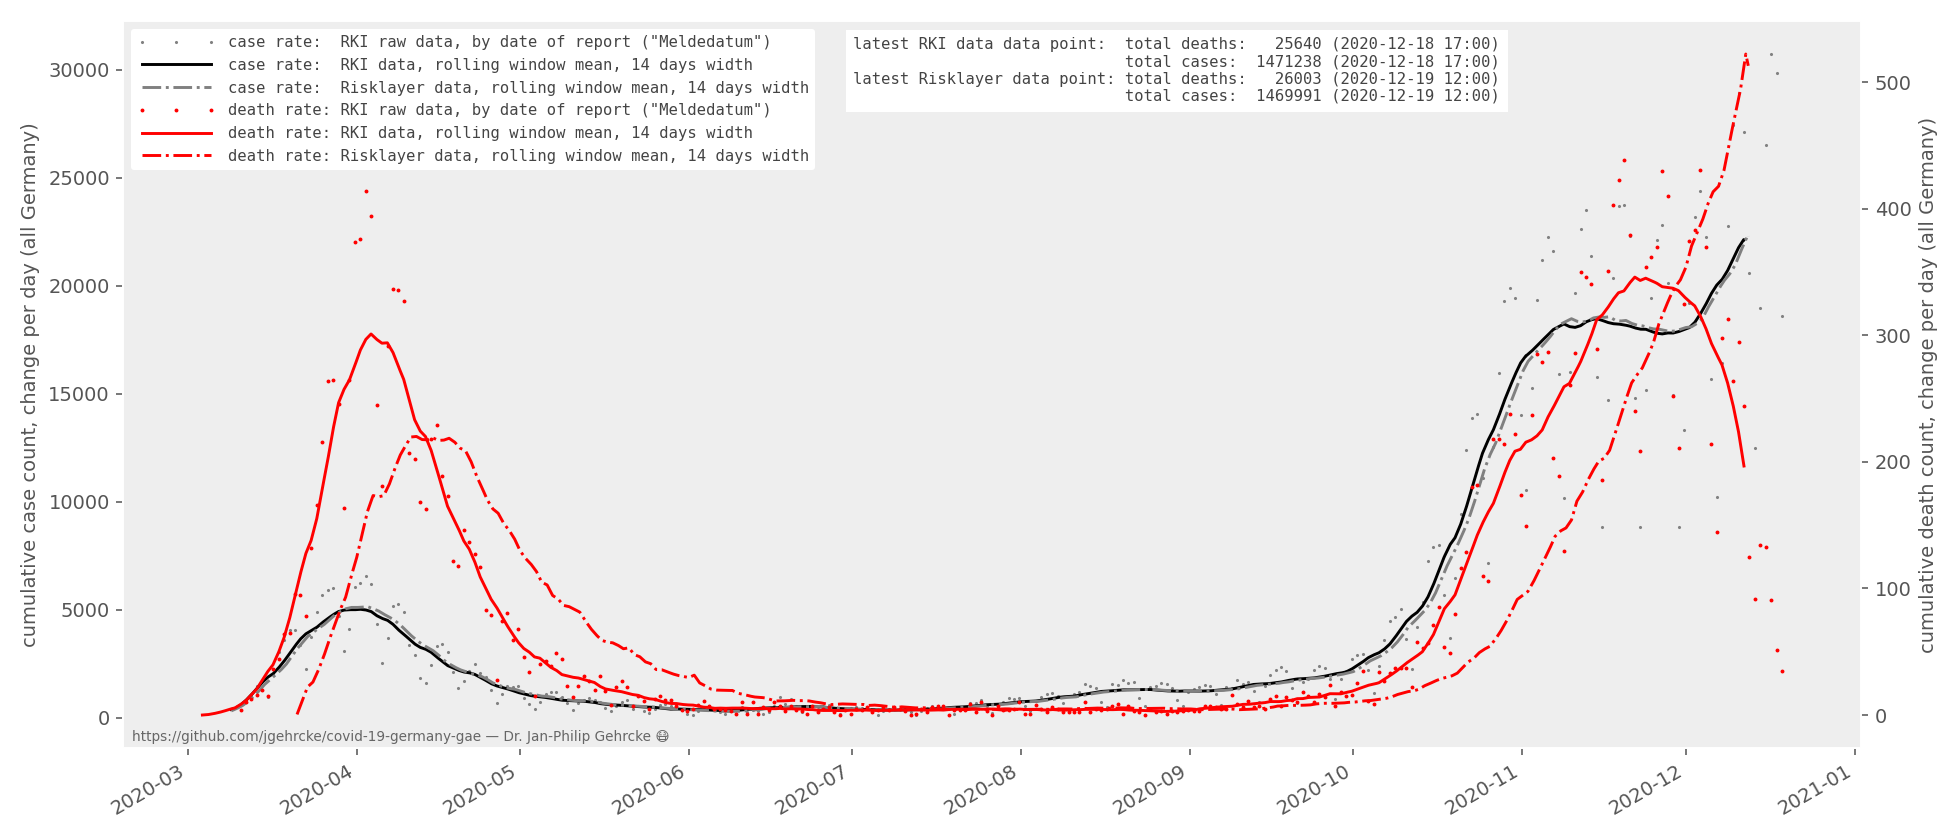 case rate:  RKI raw data, by date of report ("Meldedatum")
case rate:  RKI data, rolling window mean, 14 days width
case rate:  Risklayer data, rolling window mean, 14 days width
death rate: RKI raw data, by date of report ("Meldedatum")
death rate: RKI data, rolling window mean, 14 days width
death rate: Risklayer data, rolling window mean, 14 days width
latest RKI data data point:  total deaths:   25640 (2020-12-18 17:00)
total cases:  1471238 (2020-12-18 17:00)
latest Risklayer data point: total deaths:   26003 (2020-12-19 12:00)
total cases:  1469991 (2020-12-19 12:00)
cumulative case count, change per day (all Germany)
30000
25000
20000
15000
10000
5000
0
500
400
300
200
100
0
cumulative death count, change per day (all Germany)
https://github.com/jgehrcke/covid-19-germany-gae — Dr. Jan-Philip Gehrcke 😷
2020-03
2020-04
2020-05
2020-06
2020-07
2020-08
2020-09
2020-10
2020-11
2020-12
2021-01